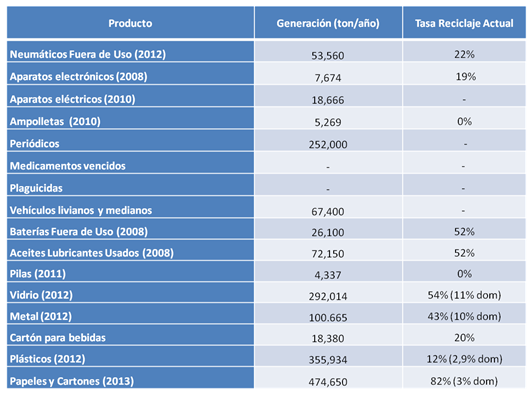 Producto Generación (ton/año) Tasa Reciclaje Actual
Neumáticos Fuera de Uso (2012) 53,560 22%
Aparatos electrónicos (2008) 7,674 19%
Aparatos eléctricos (2010) 18,666 -
Ampolletas (2010) 5,269 0%
Periódicos 252,000 -
Medicamentos vencidos - -
Plaguicidas - -
Vehículos livianos y medianos 67,400 -
Baterías Fuera de Uso (2008) 26,100 52%
Aceites Lubricantes Usados (2008) 72,150 52%
Pilas (2011) 4,337 0%
Vidrio (2012) 292,014 54% (11% dom)
Metal (2012) 100.665 43% (10% dom)
Cartón para bebidas 18,380 20%
Plásticos (2012) 355,934 12% (2,9% dom)
Papeles y Cartones (2013) 474,650 82% (3% dom)